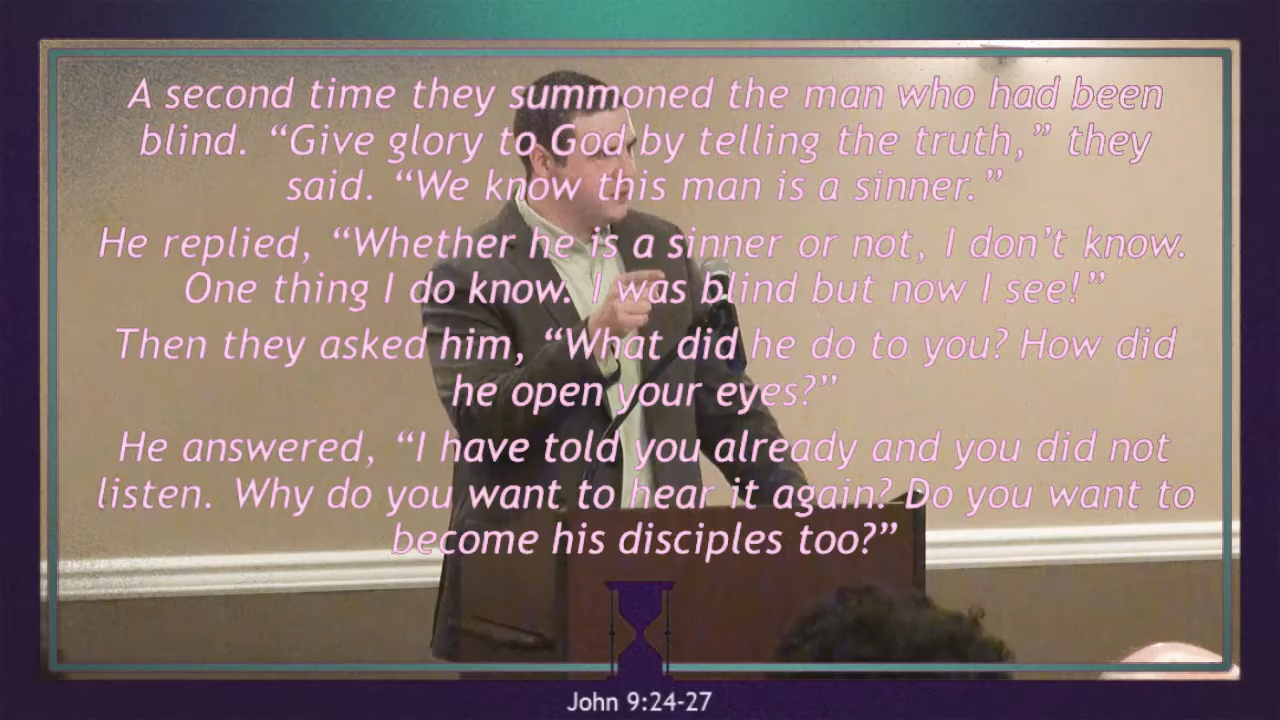 A second time they summoned the man who had been
blind. “Give glory to God by telling the truth,” they
said. “We know this man is a sinner.”
He replied, “Whether he is a sinner or not, I don’t know.
One thing I do know. I was blind but now I see!”
Then they asked him, “What did he do to you? How did
he open your eyes?”
He answered, “I have told you already and you did not
listen. Why do you want to hear it again? Do you want to
become his disciples too?”
John 9:24-27